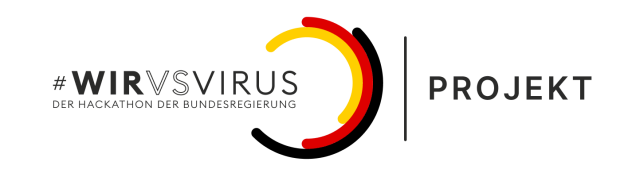 #WIRVSVIRUS
DER HACKATHON DER BUNDESREGIERUNG
PROJEKT